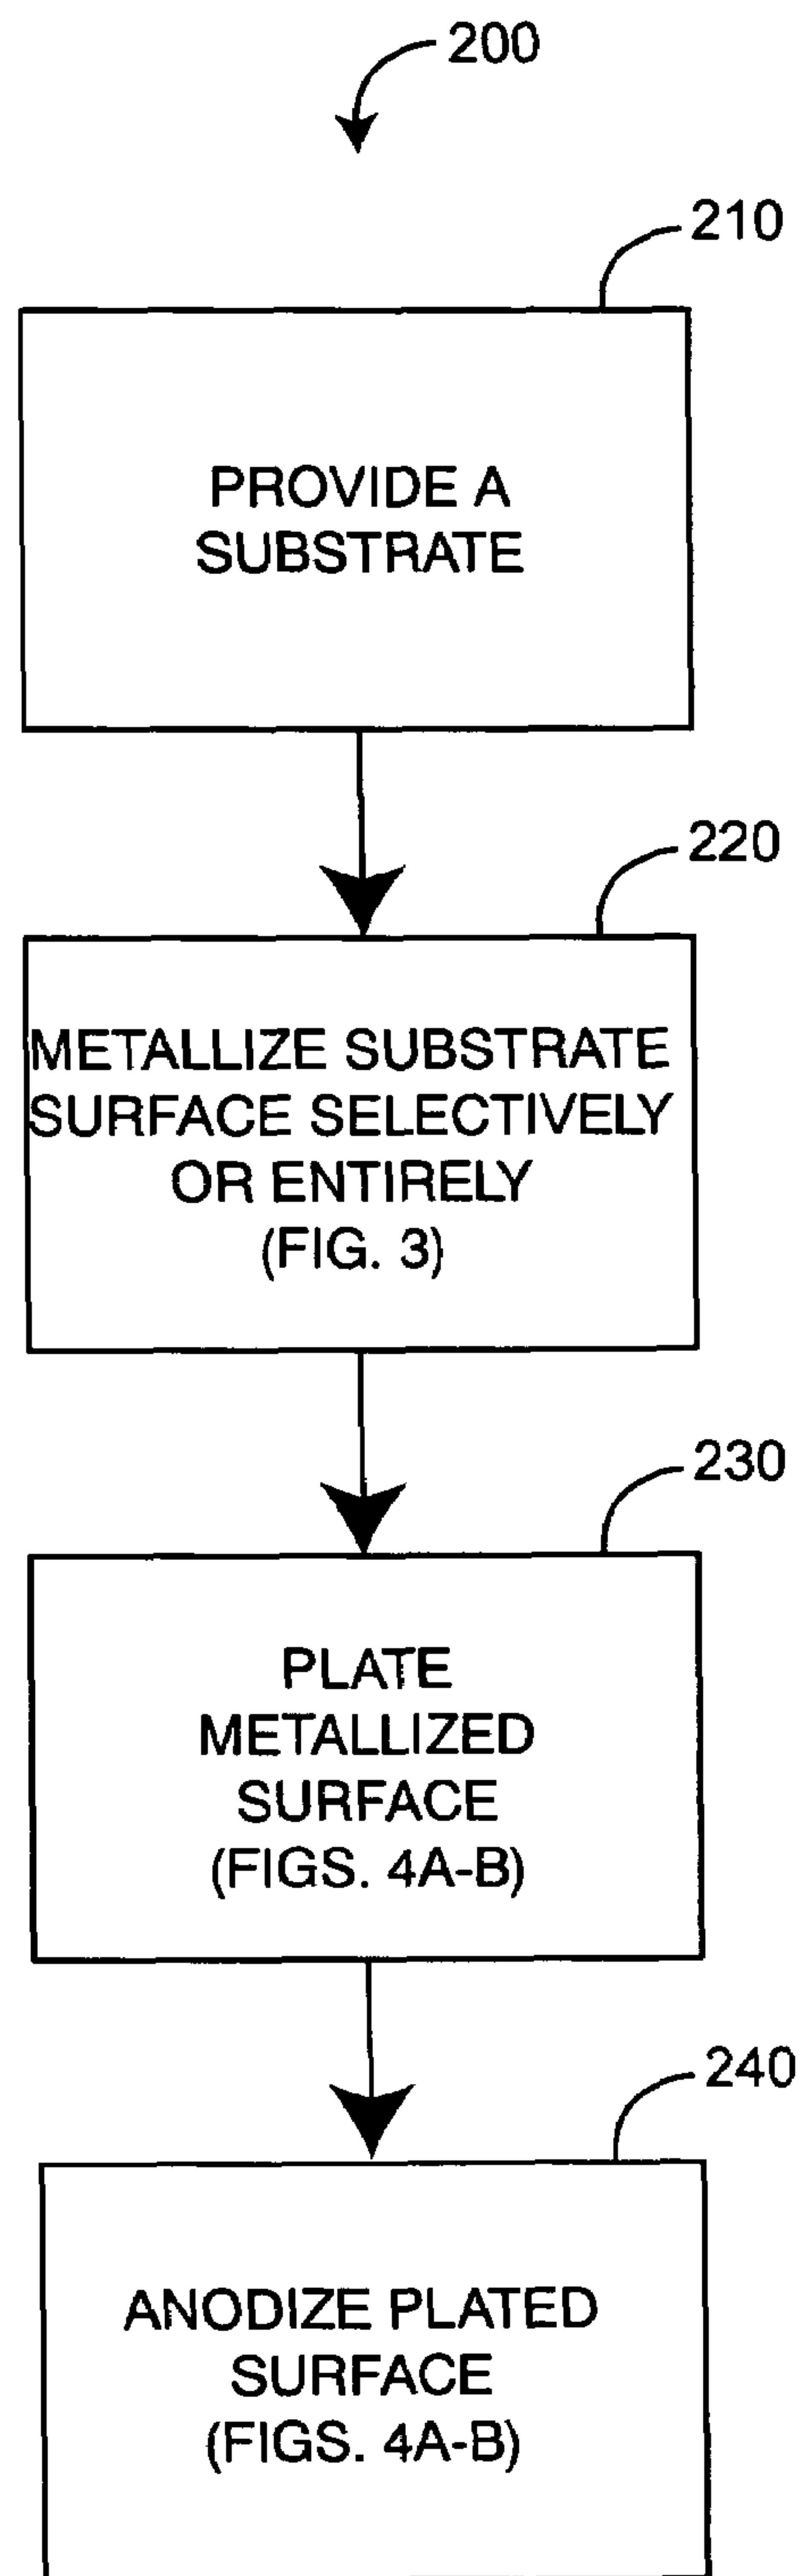 200
210
PROVIDE A
SUBSTRATE
220
METALLIZE SUBSTRATE
SURFACE SELECTIVELY
OR ENTIRELY
(FIG. 3)
230
PLATE
METALLIZED
SURFACE
(FIGS. 4A-B)
240
ANODIZE PLATED
SURFACE
(FIGS. 4A-B)